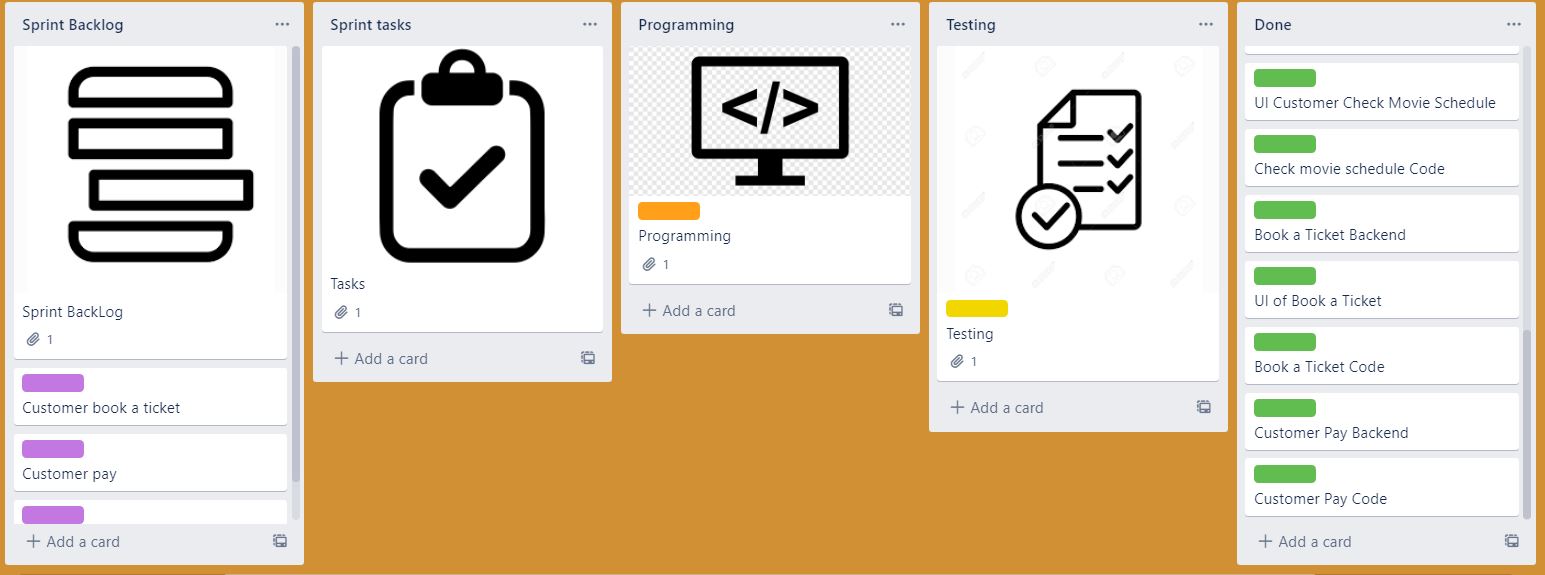 Sprint Backlog
Sprint BackLog
1
Customer book a ticket
Customer pay
+ Add a card
Sprint tasks
Tasks
1
+ Add a card
Programming
</>
Programming
1
+ Add a card
Testing
Testing
1
+ Add a card
Done
UI Customer Check Movie Schedule
Check movie schedule Code
Book a Ticket Backend
UI of Book a Ticket
Book a Ticket Code
Customer Pay Backend
Customer Pay Code
+ Add a card